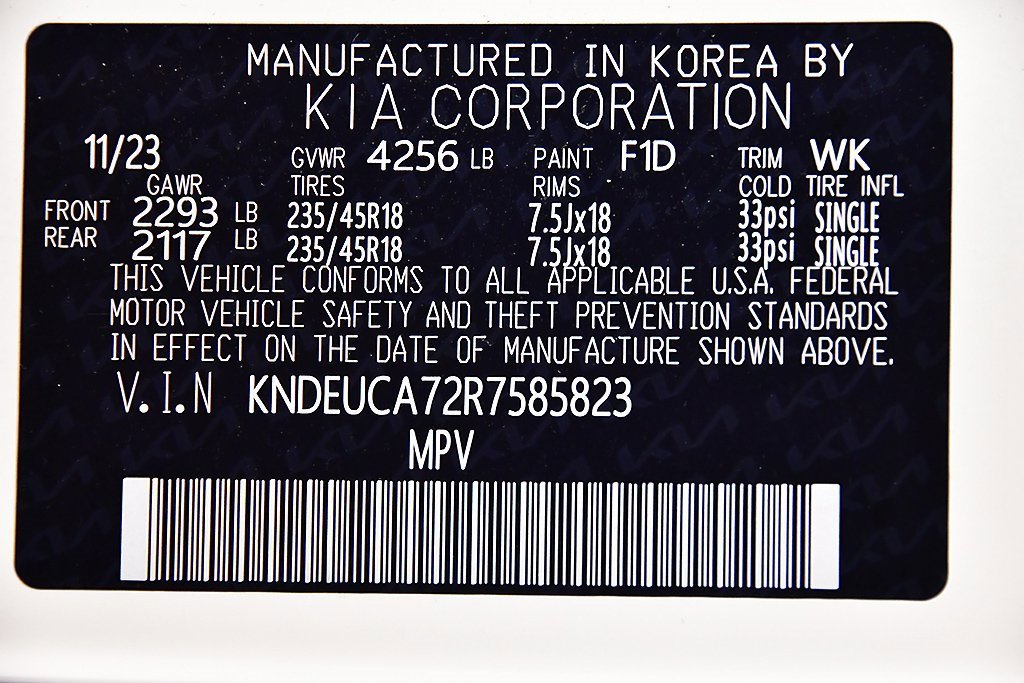 MANUFACTURED IN KOREA BY
KIA CORPORATION
11/23 GVWR 4256 LB PAINT F1D TRIM WK
GAWR TIRES RIMS COLD TIRE INFL
FRONT 2293 LB 235/45R18 7.5Jx18 33psi SINGLE
REAR 2117 LB 235/45R18 7.5Jx18 33psi SINGLE
THIS VEHICLE CONFORMS TO ALL APPLICABLE U.S.A. FEDERAL
MOTOR VEHICLE SAFETY AND THEFT PREVENTION STANDARDS
IN EFFECT ON THE DATE OF MANUFACTURE SHOWN ABOVE.
V.I.N KNDEUCA72R7585823
MPV